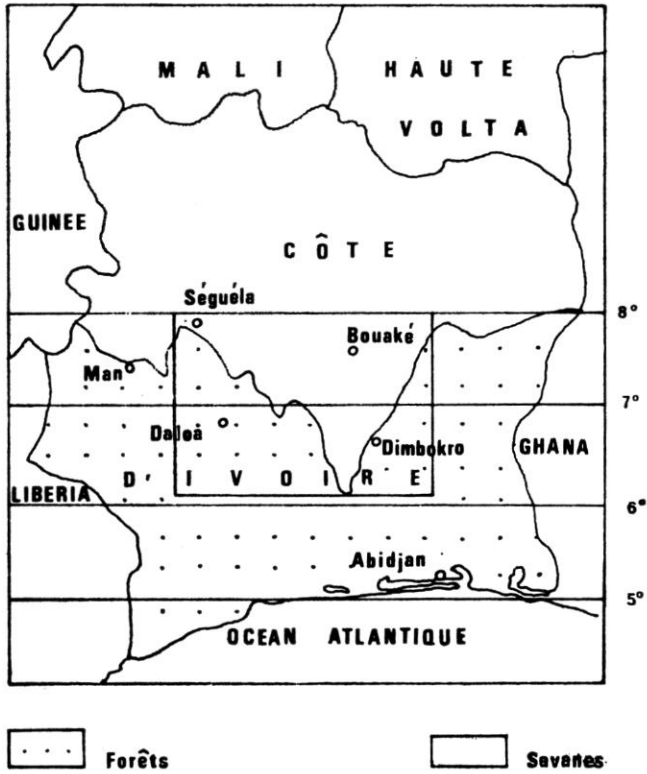 MALI
HAUTE
VOLTA
GUINEE
CÔTE
Séguéla
8°
Bouaké
Man
7°
Daloa
Dimbokro
GHANA
LIBERIA
D'IVOIRE
6°
Abidjan
5°
OCEAN ATLANTIQUE
Forêts
Savanes